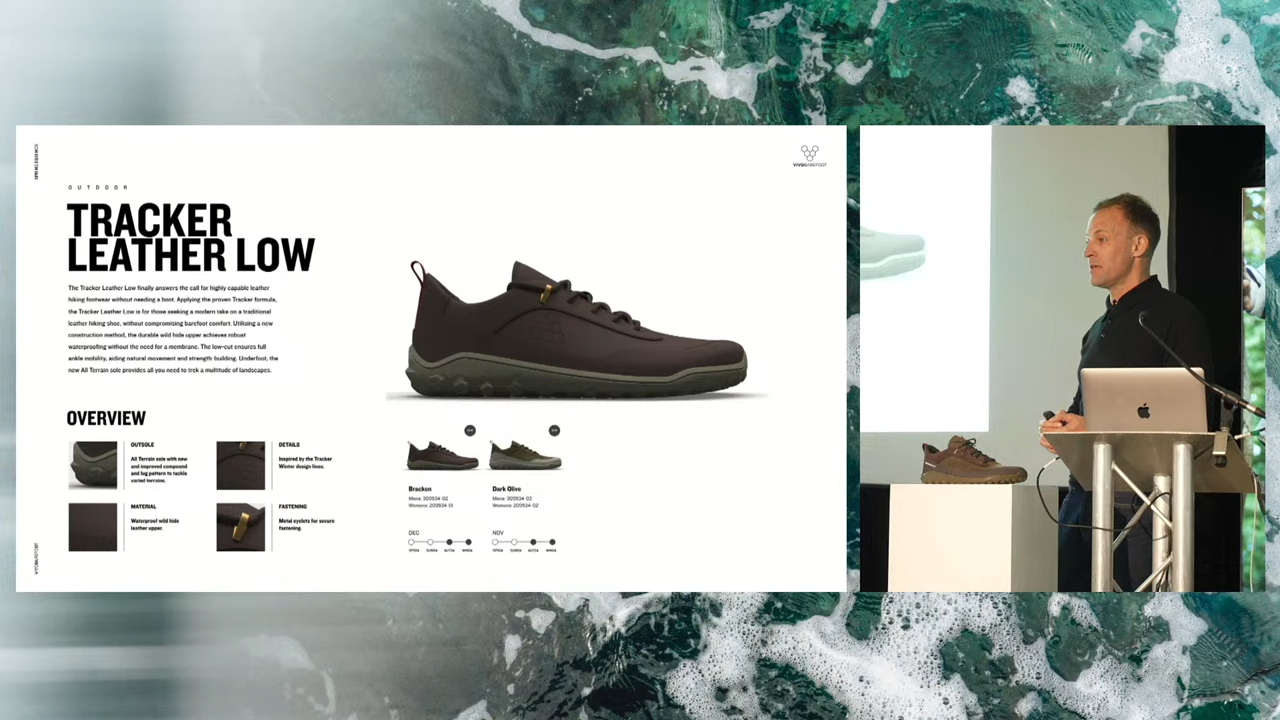 OUTDOOR
TRACKER
LEATHER LOW
The Tracker Leather Low finally answers the call for highly capable leather
hiking footwear without needing a boot. Applying the proven Tracker formula,
the Tracker Leather Low is for those seeking a modern take on a traditional
leather hiking shoe, without compromising barefoot comfort. Utilising a new
construction method, the durable wild hide upper achieves robust
waterproofing without the need for a membrane. The low-cut ensures full
ankle mobility, aiding natural movement and strength building. Underfoot, the
new All Terrain sole provides all you need to trek a multitude of landscapes.
OVERVIEW
OUTSOLE
All Terrain sole with new
and improved compound
and lug pattern to tackle
varied terrains.
DETAILS
Inspired by the Tracker
Winter design lines.
MATERIAL
Waterproof wild hide
leather upper.
FASTENING
Metal eyelets for secure
fastening.
VIVOBAREFOOT
Bracken
Mens:
Womens:
Dark Olive
Mens:
Womens:
DEC
NOV
VIVOBAREFOOT